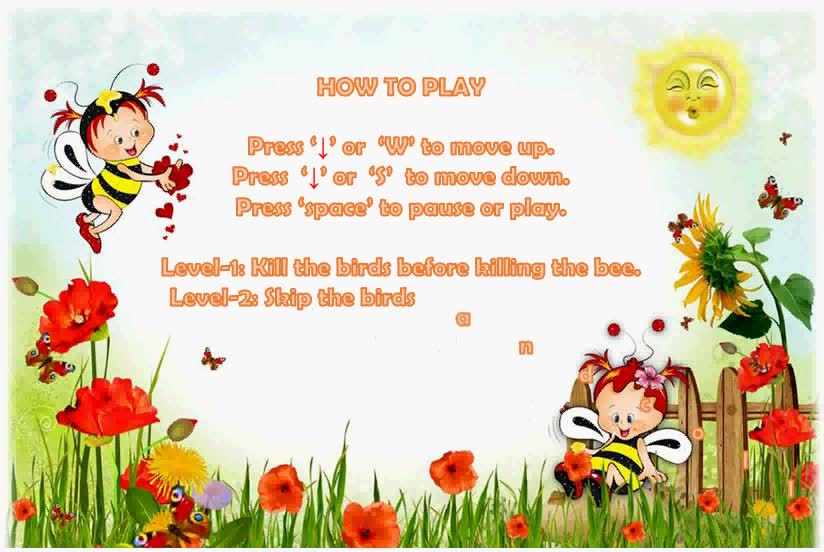 HOW TO PLAY
Press ‘↓’ or ‘W’ to move up.
Press ‘↓’ or ‘S’ to move down.
Press ‘space’ to pause or play.
Level-1: Kill the birds before killing the bee.
Level-2: Skip the birds
a
n
d